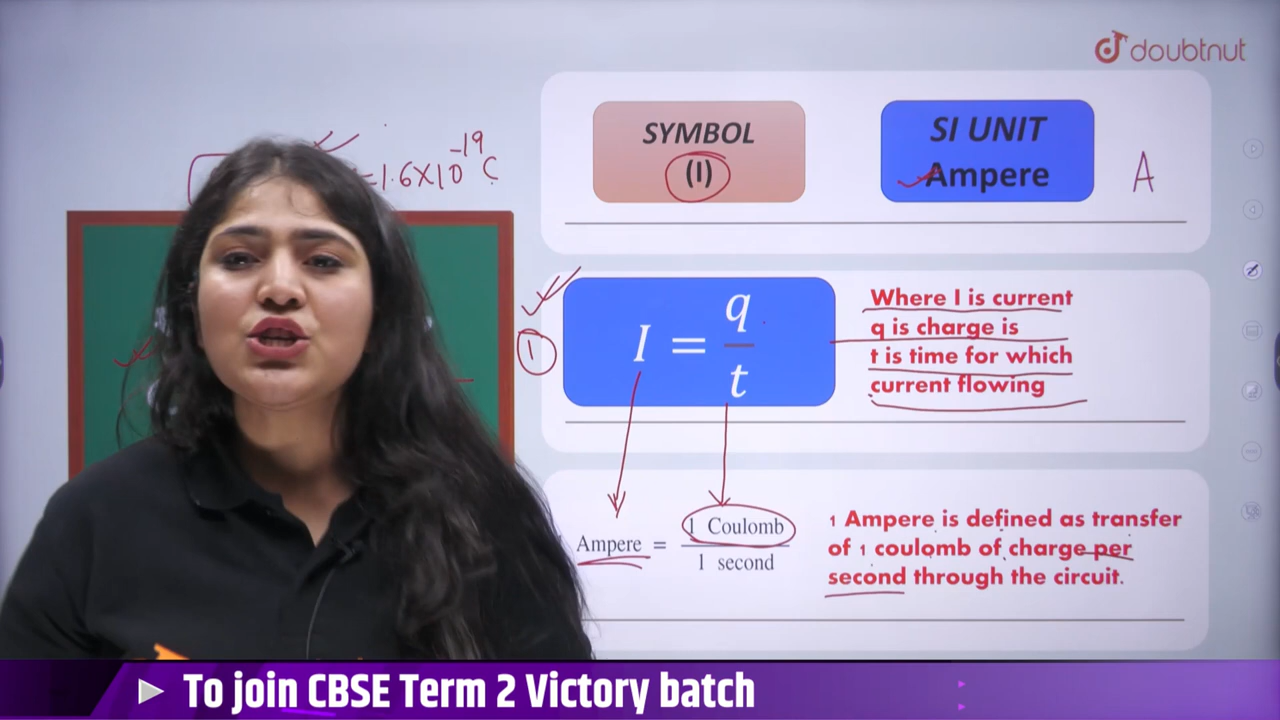 doubtnut
SYMBOL
(I)
SI UNIT
Ampere
A
=1.6X10⁻¹⁹ C
1
I = q/t
Where I is current
q is charge is
t is time for which
current flowing
Ampere = 1 Coulomb / 1 second
1 Ampere is defined as transfer
of 1 coulomb of charge per
second through the circuit.
To join CBSE Term 2 Victory batch